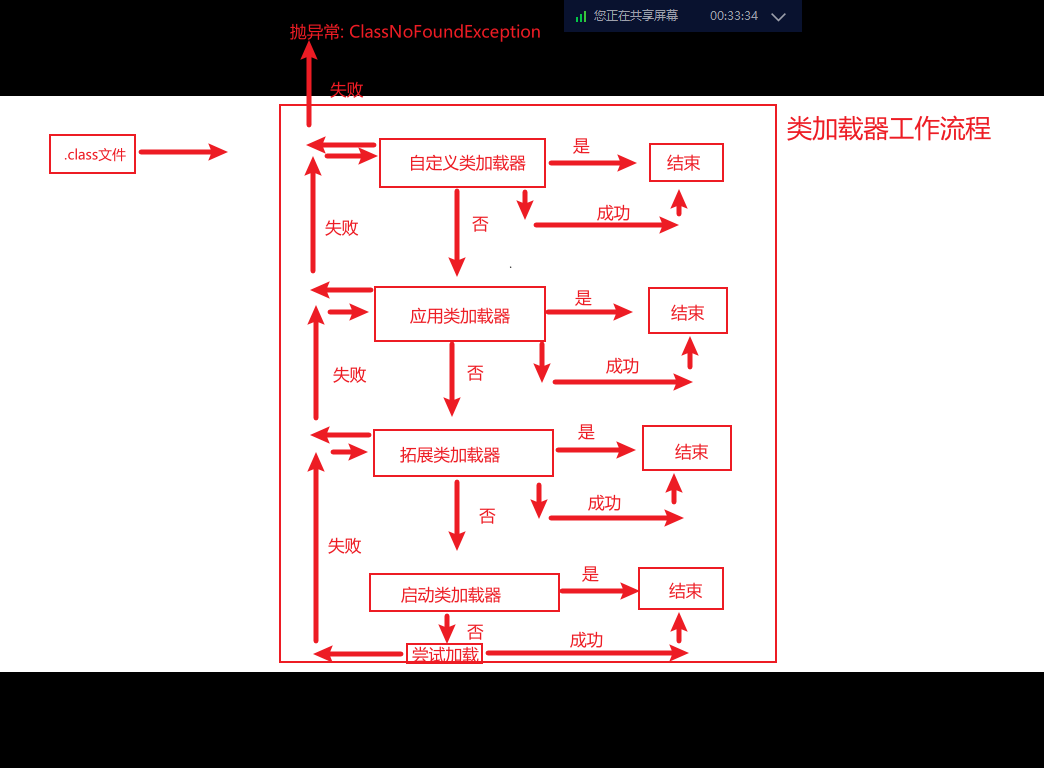 您正在共享屏幕 00:33:34
抛异常: ClassNoFoundException
失败
类加载器工作流程
.class文件
自定义类加载器
是
结束
成功
否
失败
应用类加载器
是
结束
成功
否
失败
拓展类加载器
是
结束
成功
否
失败
启动类加载器
是
结束
否
成功
尝试加载